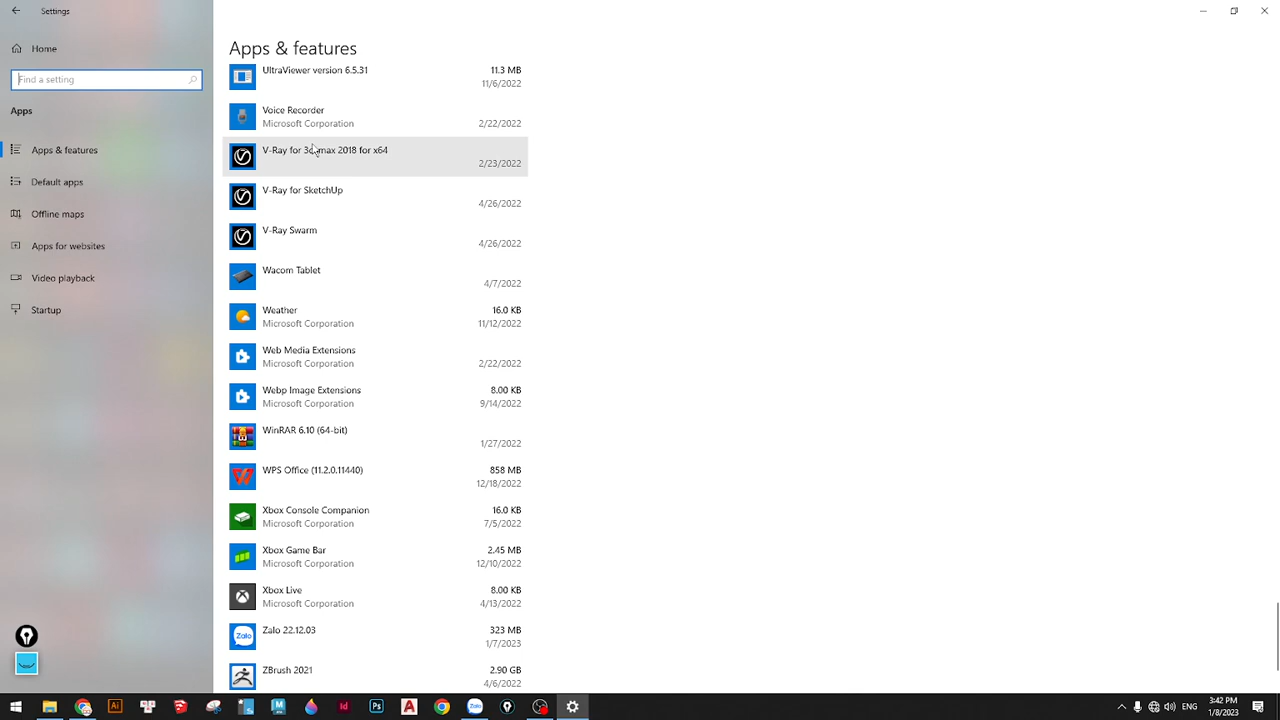 Settings
Home
Find a setting
Apps
Apps & features
Default apps
Offline maps
Apps for websites
Video playback
Startup
Apps & features
UltraViewer version 6.5.31 11.3 MB
11/6/2022
Voice Recorder
Microsoft Corporation 2/22/2022
V-Ray for 3dsmax 2018 for x64
2/23/2022
V-Ray for SketchUp
4/26/2022
V-Ray Swarm
4/26/2022
Wacom Tablet
4/7/2022
Weather 16.0 KB
Microsoft Corporation 11/12/2022
Web Media Extensions
Microsoft Corporation 2/22/2022
Webp Image Extensions 8.00 KB
Microsoft Corporation 9/14/2022
WinRAR 6.10 (64-bit)
1/27/2022
WPS Office (11.2.0.11440) 858 MB
12/18/2022
Xbox Console Companion 16.0 KB
Microsoft Corporation 7/5/2022
Xbox Game Bar 2.45 MB
Microsoft Corporation 12/10/2022
Xbox Live 8.00 KB
Microsoft Corporation 4/13/2022
Zalo 22.12.03 323 MB
1/7/2023
ZBrush 2021 2.90 GB
4/6/2022
ENG
3:42 PM
1/8/2023